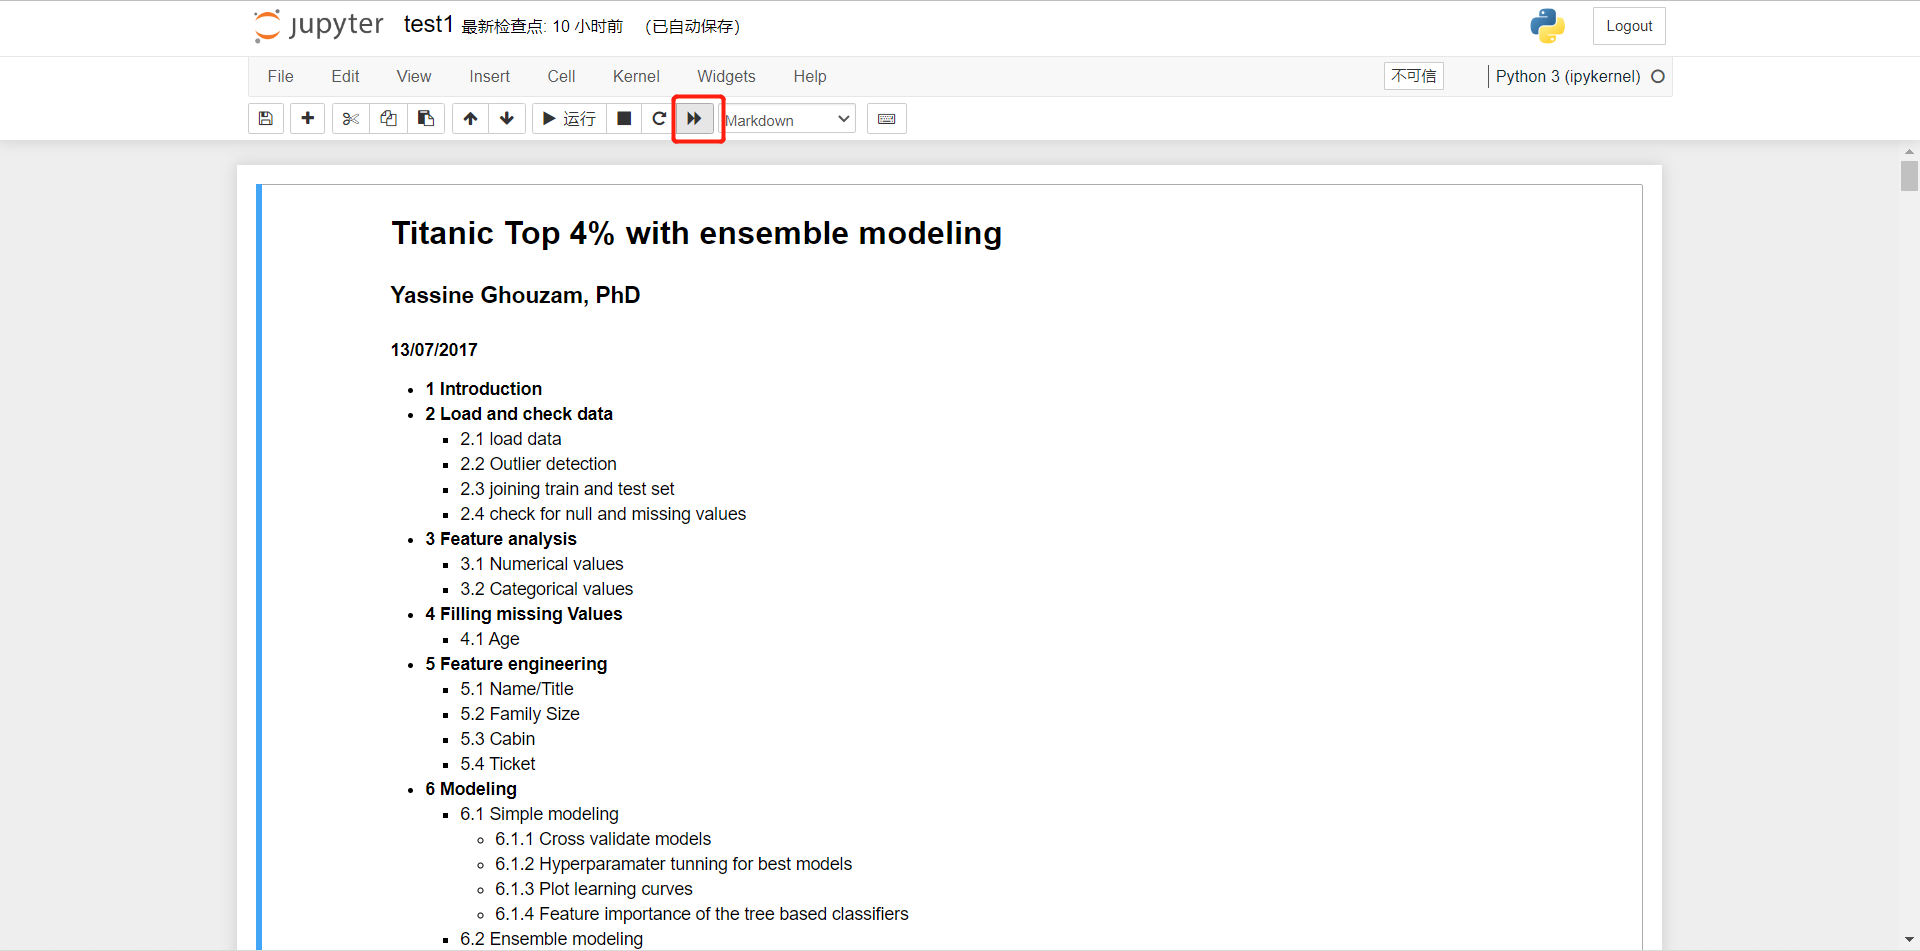 jupyter test1 最新检查点: 10 小时前 (已自动保存) Logout
File Edit View Insert Cell Kernel Widgets Help 不可信 Python 3 (ipykernel)
运行 Markdown
Titanic Top 4% with ensemble modeling
Yassine Ghouzam, PhD
13/07/2017
1 Introduction
2 Load and check data
2.1 load data
2.2 Outlier detection
2.3 joining train and test set
2.4 check for null and missing values
3 Feature analysis
3.1 Numerical values
3.2 Categorical values
4 Filling missing Values
4.1 Age
5 Feature engineering
5.1 Name/Title
5.2 Family Size
5.3 Cabin
5.4 Ticket
6 Modeling
6.1 Simple modeling
6.1.1 Cross validate models
6.1.2 Hyperparamater tunning for best models
6.1.3 Plot learning curves
6.1.4 Feature importance of the tree based classifiers
6.2 Ensemble modeling